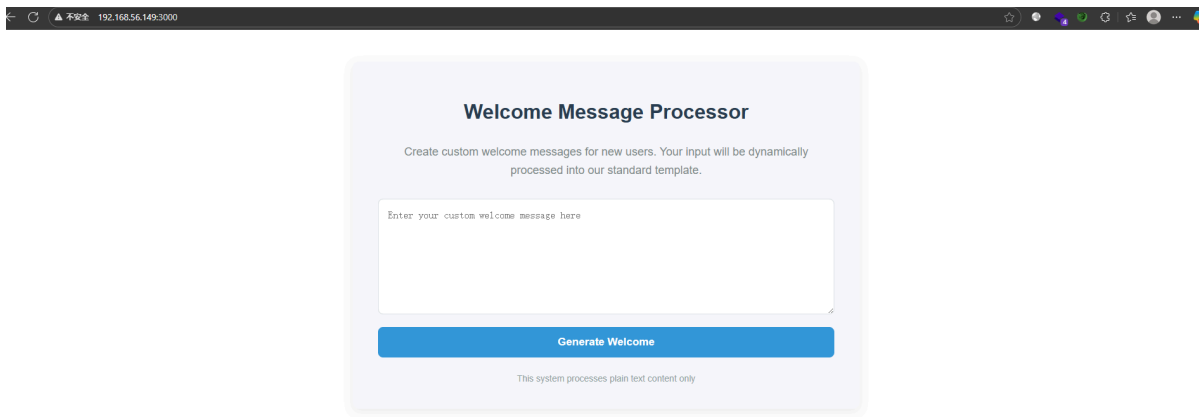 不安全 192.168.56.149:3000
Welcome Message Processor
Create custom welcome messages for new users. Your input will be dynamically
processed into our standard template.
Enter your custom welcome message here
Generate Welcome
This system processes plain text content only